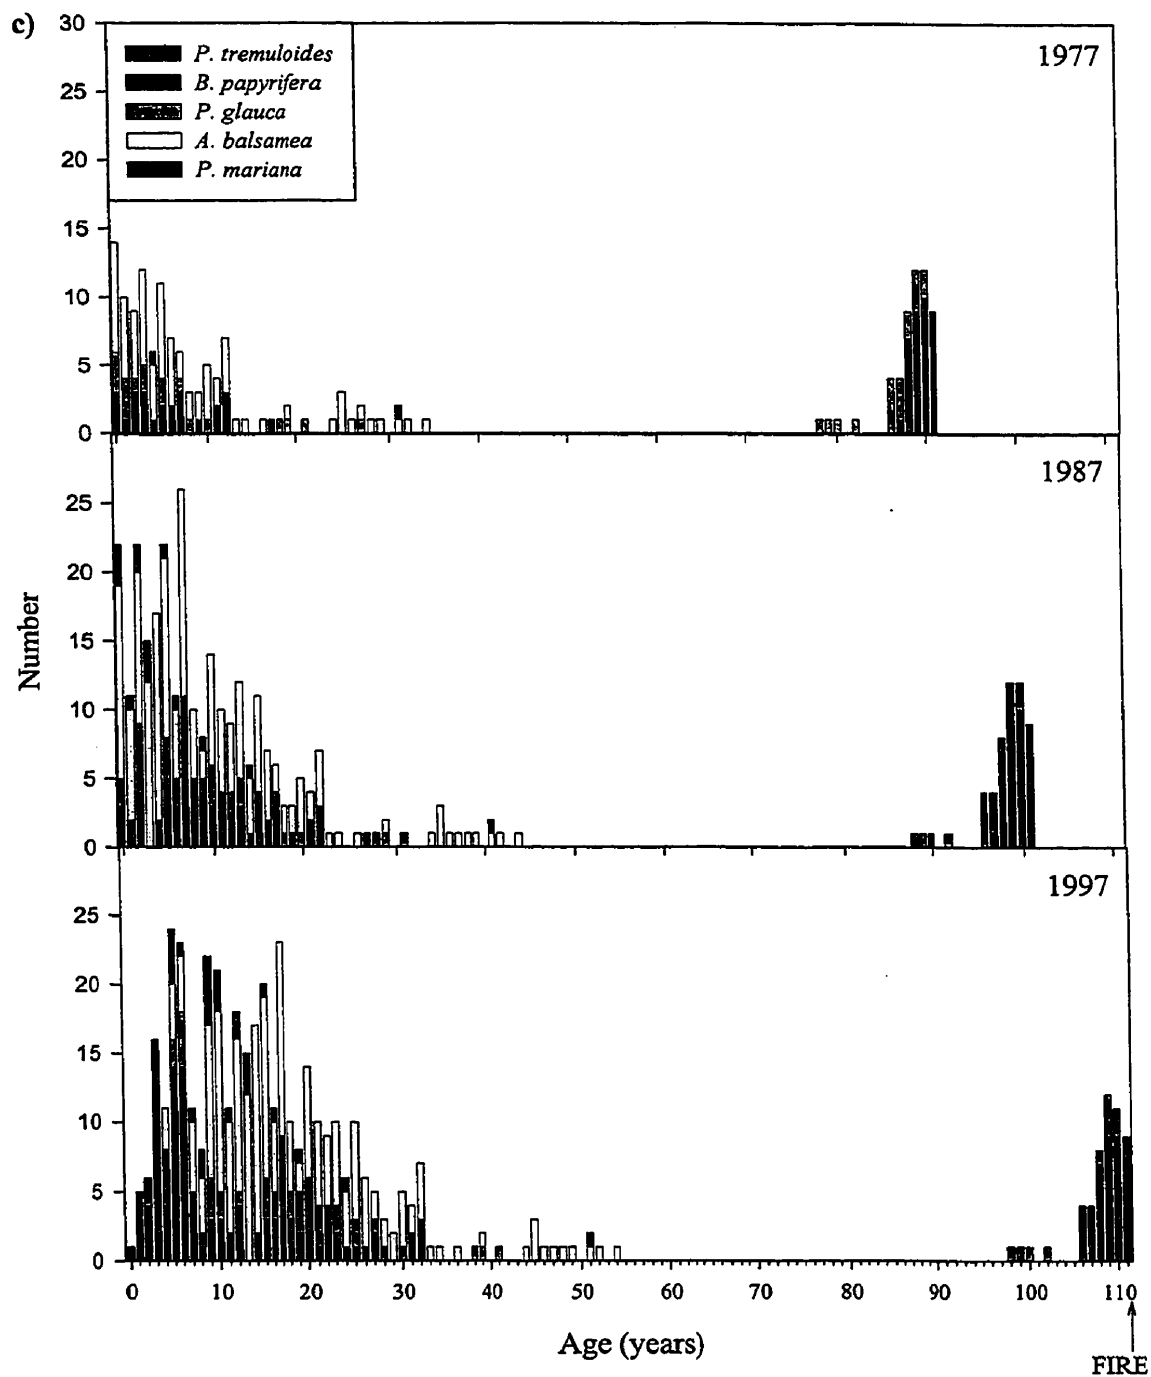 c)
30
25
20
15
10
5
0
P. tremuloides
B. papyrifera
P. glauca
A. balsamea
P. mariana
1977
25
20
15
10
5
0
1987
Number
25
20
15
10
5
0
1997
0 10 20 30 40 50 60 70 80 90 100 110
Age (years)
FIRE